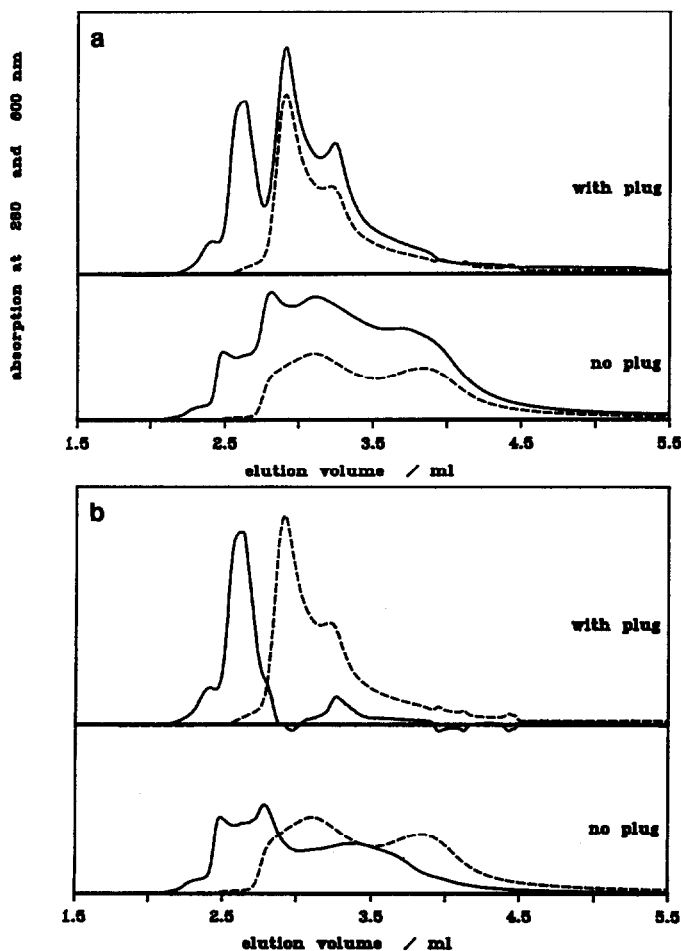 a
absorption at 280 and 600 nm
with plug
no plug
1.5 2.5 3.5 4.5 5.5
elution volume / ml
b
with plug
no plug
1.5 2.5 3.5 4.5 5.5
elution volume / ml